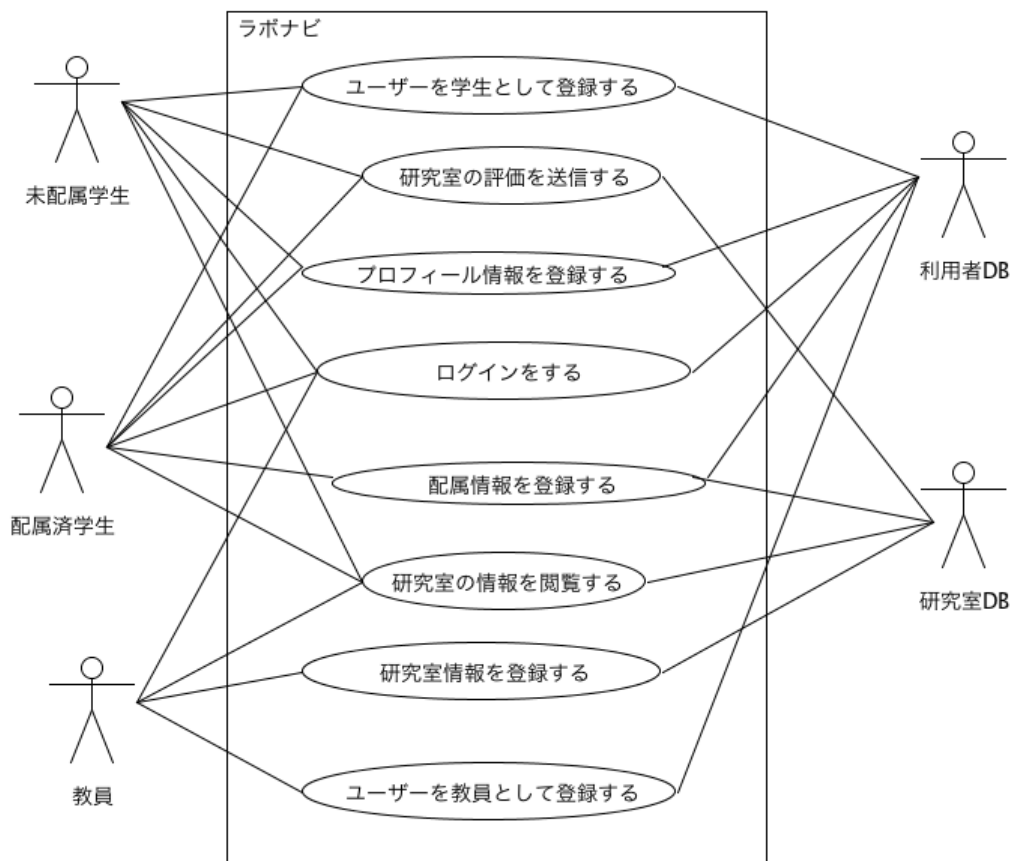 ラボナビ
ユーザーを学生として登録する
未配属学生
研究室の評価を送信する
プロフィール情報を登録する
利用者DB
ログインをする
配属情報を登録する
配属済学生
研究室の情報を閲覧する
研究室DB
研究室情報を登録する
ユーザーを教員として登録する
教員